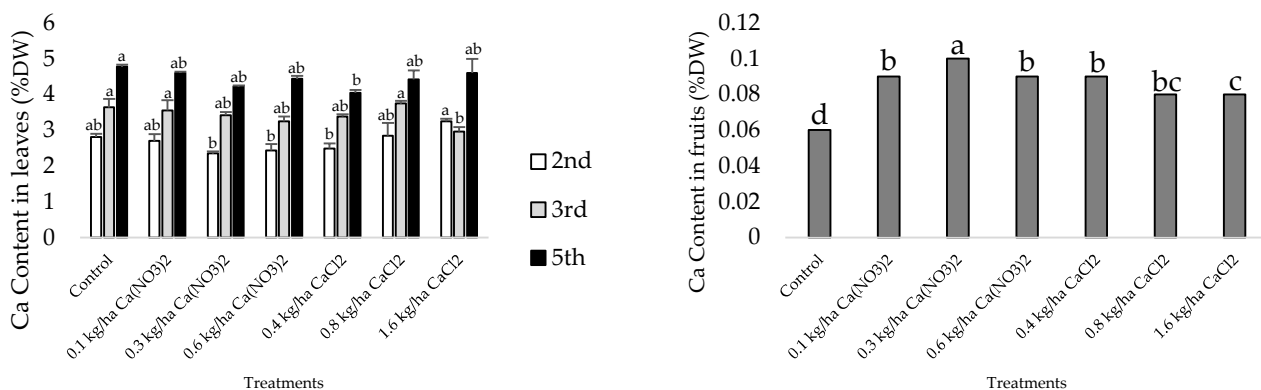 Ca Content in leaves (%DW)
6
5
4
3
2
1
0
ab
a
a
ab
a
ab
b
ab
ab
b
ab
ab
b
ab
b
ab
a
ab
a
b
ab
Control
0.1 kg/ha Ca(NO3)2
0.3 kg/ha Ca(NO3)2
0.6 kg/ha Ca(NO3)2
0.4 kg/ha CaCl2
0.8 kg/ha CaCl2
1.6 kg/ha CaCl2
Treatments
2nd
3rd
5th
Ca Content in fruits (%DW)
0.12
0.1
0.08
0.06
0.04
0.02
0
d
b
a
b
b
bc
c
Control
0.1 kg/ha Ca(NO3)2
0.3 kg/ha Ca(NO3)2
0.6 kg/ha Ca(NO3)2
0.4 kg/ha CaCl2
0.8 kg/ha CaCl2
1.6 kg/ha CaCl2
Treatments